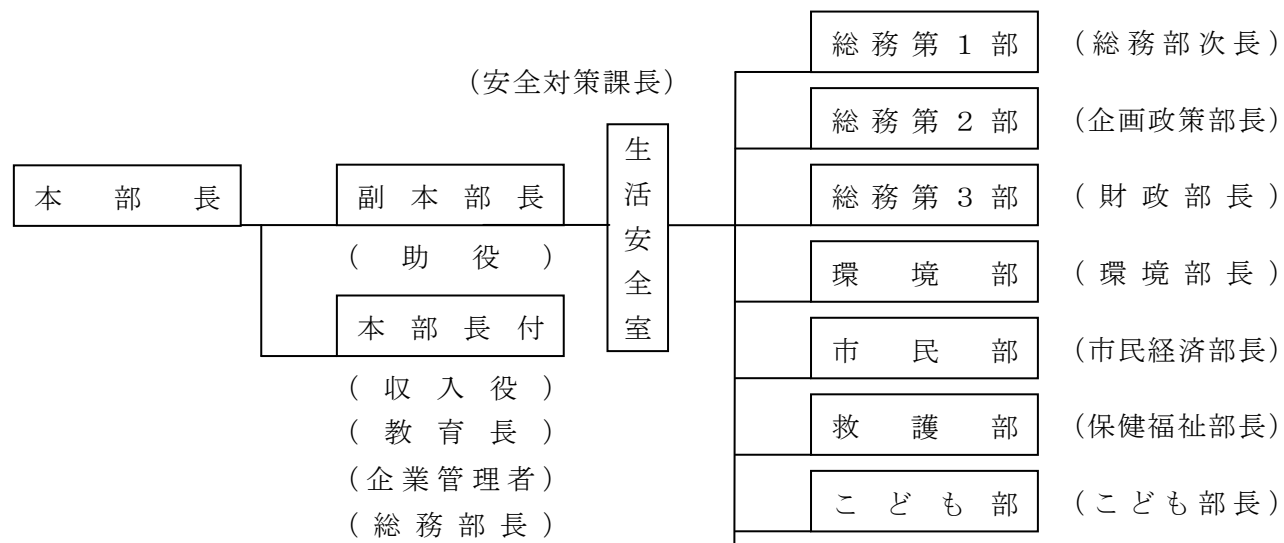 総務第１部 (総務部次長)
(安全対策課長)
総務第２部 (企画政策部長)
生活安全室
本部長 副本部長 総務第３部 (財政部長)
(助役)
環境部 (環境部長)
本部長付
市民部 (市民経済部長)
(収入役)
(教育長) 救護部 (保健福祉部長)
(企業管理者)
こども部 (こども部長)
(総務部長)